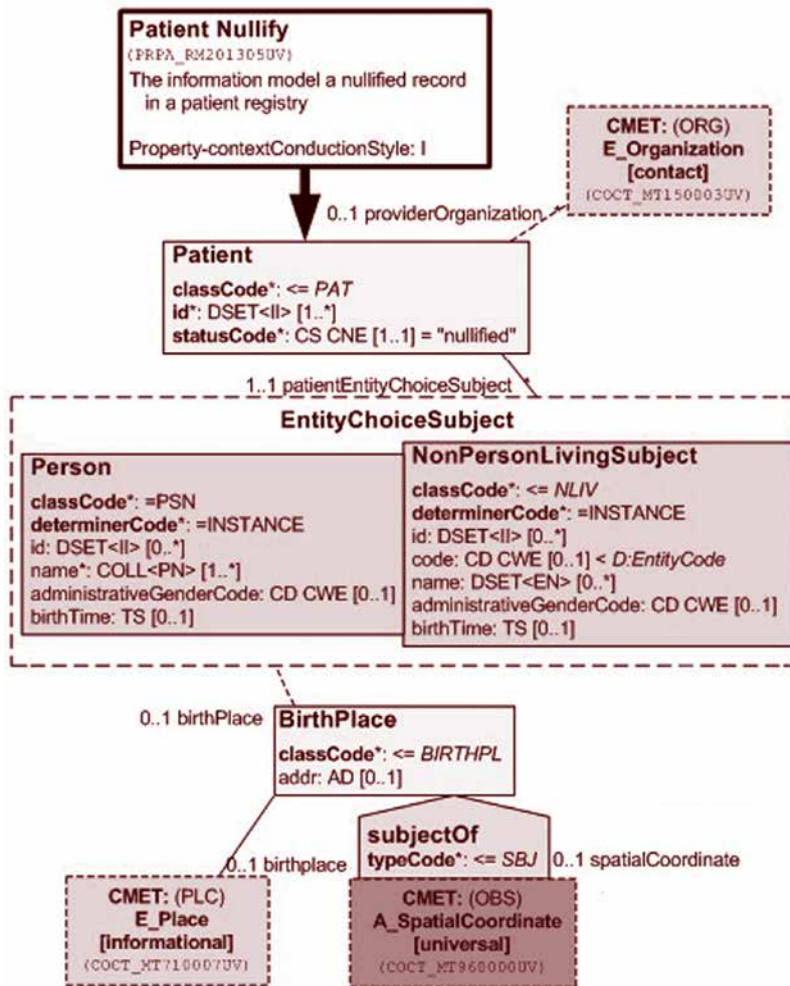 Patient Nullify
(PRPA_RM201305UV)
The information model a nullified record
in a patient registry
Property-contextConductionStyle: I
CMET: (ORG)
E_Organization
[contact]
(COCT_MT150003UV)
0..1 providerOrganization
Patient
classCode*: <= PAT
id*: DSET<II> [1..*]
statusCode*: CS CNE [1..1] = "nullified"
1..1 patientEntityChoiceSubject
EntityChoiceSubject
Person
classCode*: =PSN
determinerCode*: =INSTANCE
id: DSET<II> [0..*]
name*: COLL<PN> [1..*]
administrativeGenderCode: CD CWE [0..1]
birthTime: TS [0..1]
NonPersonLivingSubject
classCode*: <= NLIV
determinerCode*: =INSTANCE
id: DSET<II> [0..*]
code: CD CWE [0..1] < D:EntityCode
name: DSET<EN> [0..*]
administrativeGenderCode: CD CWE [0..1]
birthTime: TS [0..1]
0..1 birthPlace
BirthPlace
classCode*: <= BIRTHPL
addr: AD [0..1]
subjectOf
typeCode*: <= SBJ
0..1 birthplace
0..1 spatialCoordinate
CMET: (PLC)
E_Place
[informational]
(COCT_MT710007UV)
CMET: (OBS)
A_SpatialCoordinate
[universal]
(COCT_MT960000UV)